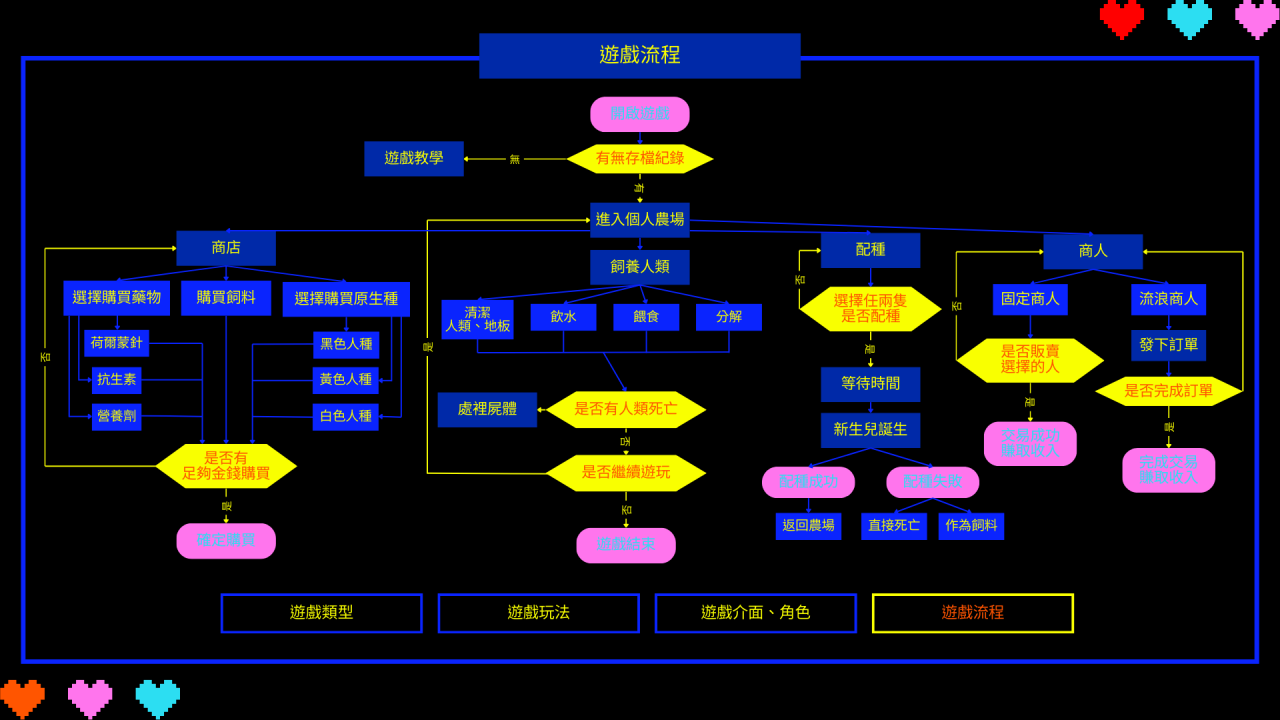 遊戲流程
開啟遊戲
有無存檔紀錄
無
遊戲教學
有
進入個人農場
商店
選擇購買藥物
購買飼料
選擇購買原生種
荷爾蒙針
抗生素
營養劑
黑色人種
黃色人種
白色人種
否
是否有
足夠金錢購買
是
確定購買
飼養人類
清潔
人類、地板
飲水
餵食
分解
是
處裡屍體
是否有人類死亡
否
是否繼續遊玩
否
遊戲結束
配種
否
選擇任兩隻
是否配種
是
等待時間
新生兒誕生
配種成功
配種失敗
返回農場
直接死亡
作為飼料
商人
固定商人
流浪商人
否
是否販賣
選擇的人
是
交易成功
賺取收入
發下訂單
是否完成訂單
是
完成交易
賺取收入
遊戲類型
遊戲玩法
遊戲介面、角色
遊戲流程